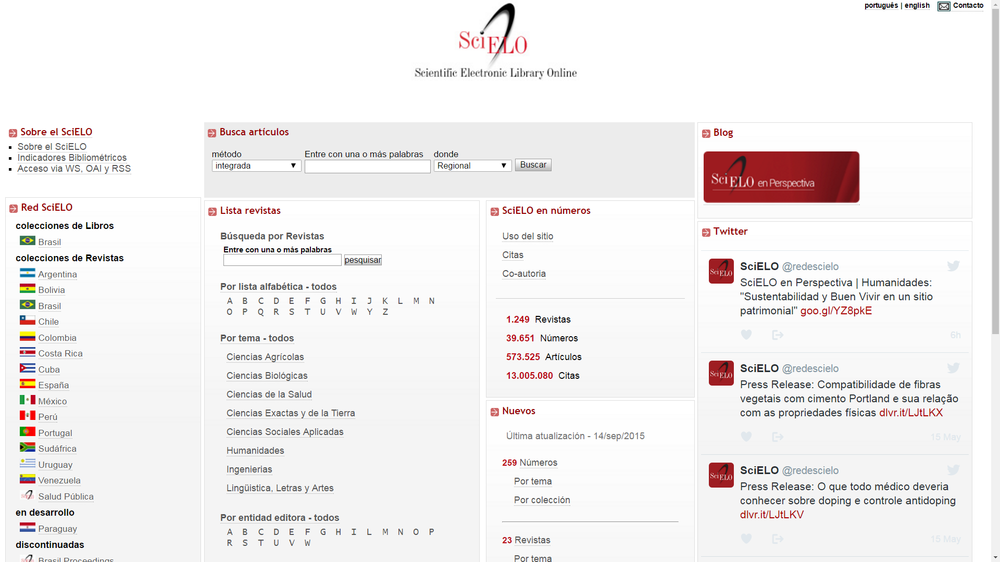 português | english Contacto
SciELO
Scientific Electronic Library Online
Sobre el SciELO
Sobre el SciELO
Indicadores Bibliométricos
Acceso via WS, OAI y RSS
Red SciELO
colecciones de Libros
Brasil
colecciones de Revistas
Argentina
Bolivia
Brasil
Chile
Colombia
Costa Rica
Cuba
España
México
Perú
Portugal
Sudáfrica
Uruguay
Venezuela
Salud Pública
en desarrollo
Paraguay
discontinuadas
Brasil Proceedings
Busca artículos
método Entre con una o más palabras donde
integrada Regional Buscar
Lista revistas
Búsqueda por Revistas
Entre con una o más palabras
pesquisar
Por lista alfabética - todos
A B C D E F G H I J K L M N
O P Q R S T U V W Y Z
Por tema - todos
Ciencias Agrícolas
Ciencias Biológicas
Ciencias de la Salud
Ciencias Exactas y de la Tierra
Ciencias Sociales Aplicadas
Humanidades
Ingenierias
Lingüistica, Letras y Artes
Por entidad editora - todos
A B C D E F G H I L M N O P
R S T U V W
SciELO en números
Uso del sitio
Citas
Co-autoria
1.249 Revistas
39.651 Números
573.525 Artículos
13.005.080 Citas
Nuevos
Última atualización - 14/sep/2015
259 Números
Por tema
Por colección
23 Revistas
Por tema
Blog
SciELO en Perspectiva
Twitter
SciELO
SciELO @redescielo
SciELO en Perspectiva | Humanidades:
"Sustentabilidad y Buen Vivir en un sitio
patrimonial" goo.gl/YZ8pkE
6h
SciELO
SciELO @redescielo
Press Release: Compatibilidade de fibras
vegetais com cimento Portland e sua relação
com as propriedades físicas dlvr.it/LJtLKX
15 May
SciELO
SciELO @redescielo
Press Release: O que todo médico deveria
conhecer sobre doping e controle antidoping
dlvr.it/LJtLKV
15 May